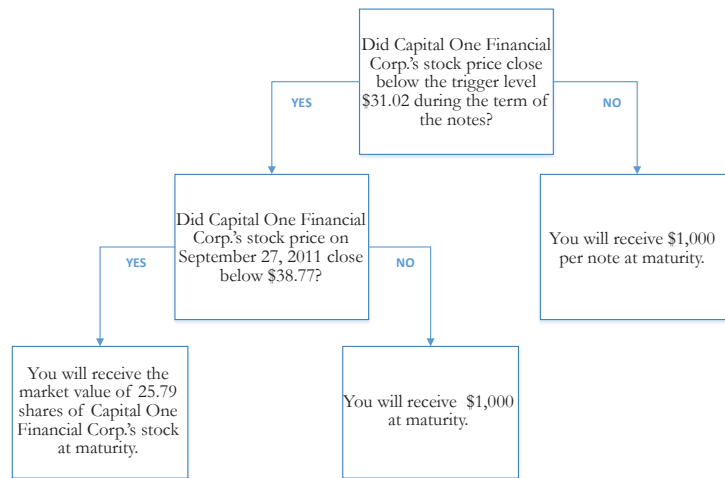 Did Capital One Financial
Corp.'s stock price close
below the trigger level
$31.02 during the term of
the notes?
YES
NO
Did Capital One Financial
Corp.'s stock price on
September 27, 2011 close
below $38.77?
You will receive $1,000
per note at maturity.
YES
NO
You will receive the
market value of 25.79
shares of Capital One
Financial Corp.'s stock
at maturity.
You will receive $1,000
at maturity.